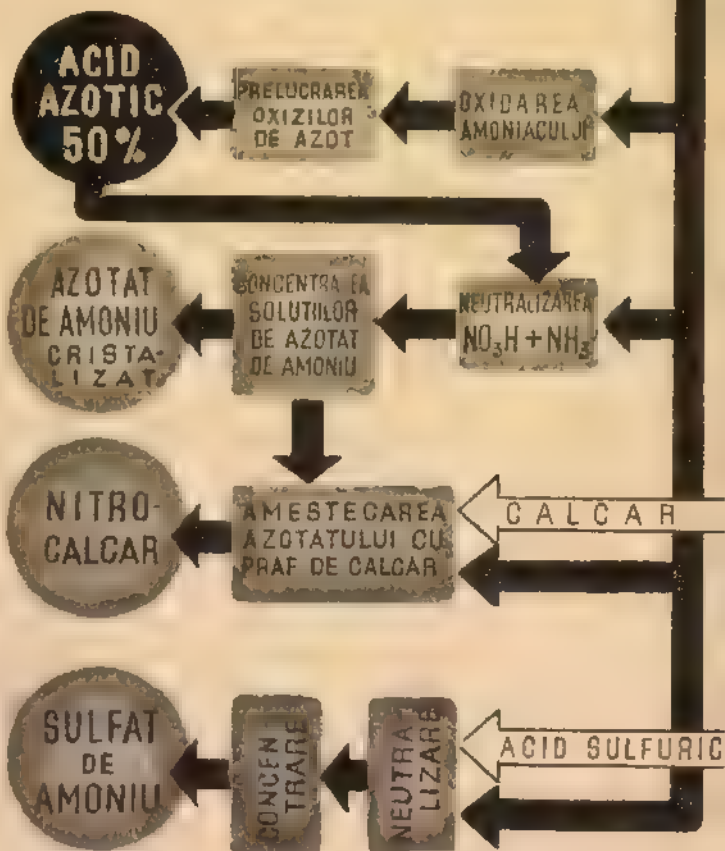 ACID
AZOTIC
50%
PRELUCRAREA
OXIZILOR
DE AZOT
OXIDAREA
AMONIACULUI
AZOTAT
DE AMONIU
CRISTA-
LIZAT
CONCENTRAREA
SOLUTIILOR
DE AZOTAT
DE AMONIU
NEUTRALIZAREA
NO₃H + NH₃
NITRO-
CALCAR
AMESTECAREA
AZOTATULUI CU
PRAF DE CALCAR
CALCAR
SULFAT
DE
AMONIU
CONCEN-
TRARE
NEUTRA-
LIZARE
ACID SULFURIC